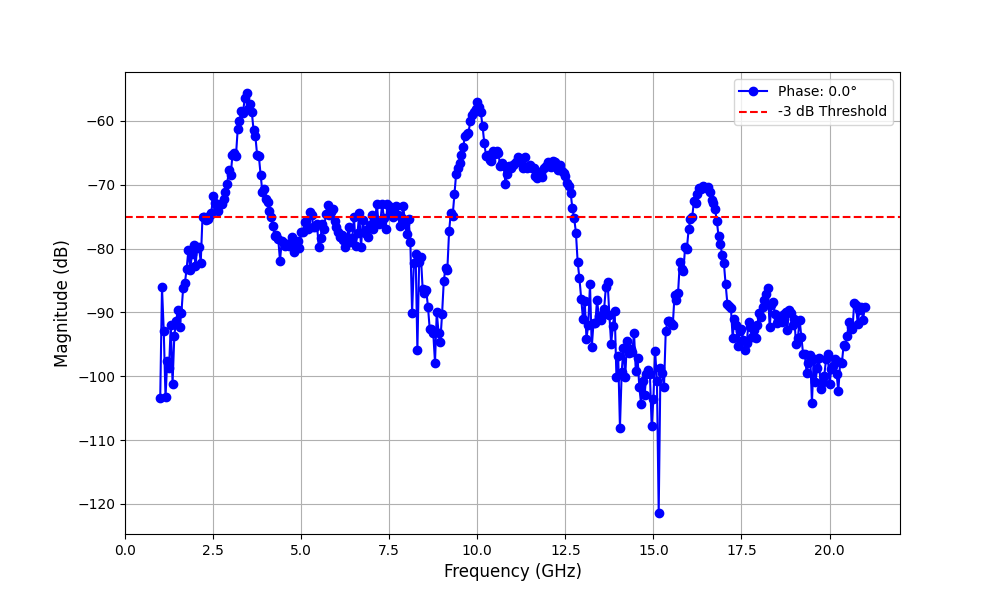 Phase: 0.0°
-3 dB Threshold
Magnitude (dB)
−60
−70
−80
−90
−100
−110
−120
0.0 2.5 5.0 7.5 10.0 12.5 15.0 17.5 20.0
Frequency (GHz)